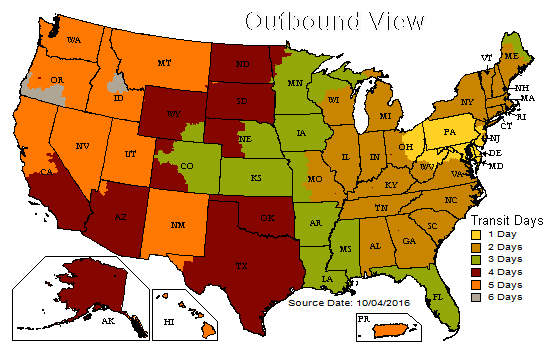 Outbound View
WA
MT
ND
MN
ME
VT
OR
ID
WY
SD
WI
MI
NY
NH
MA
RI
CT
NE
IA
PA
NJ
OH
DE
MD
NV
UT
CO
KS
MO
IL
IN
WV
VA
KY
CA
AZ
NM
OK
AR
TN
NC
SC
TX
LA
MS
AL
GA
FL
AK
HI
PR
Source Date: 10/04/2016
Transit Days
1 Day
2 Days
3 Days
4 Days
5 Days
6 Days